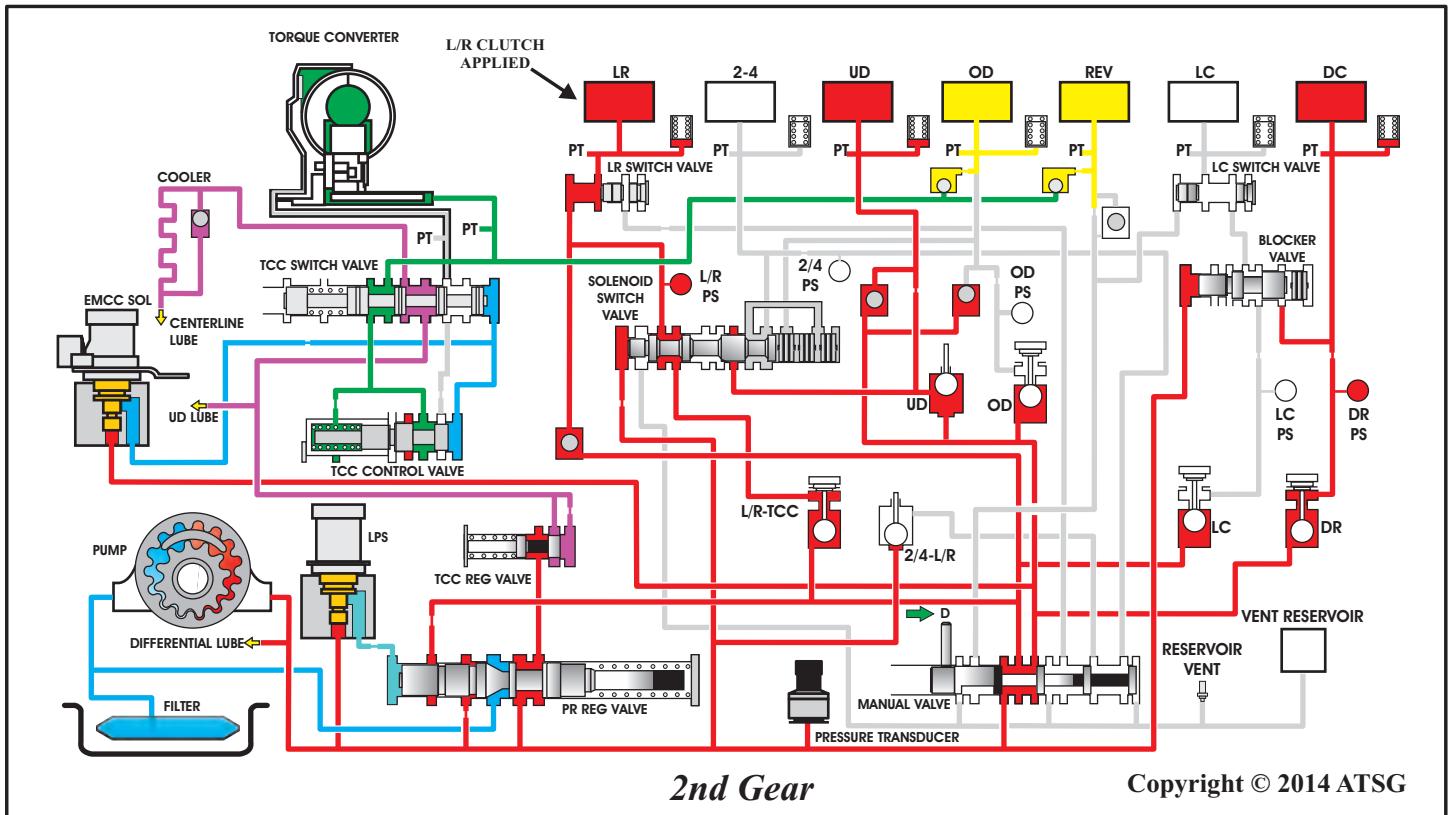 TORQUE CONVERTER
L/R CLUTCH
APPLIED
LR
2-4
UD
OD
REV
LC
DC
PT
PT
PT
PT
PT
PT
PT
LR SWITCH VALVE
LC SWITCH VALVE
COOLER
PT
PT
TCC SWITCH VALVE
SOLENOID
SWITCH
VALVE
L/R
PS
2/4
PS
OD
PS
BLOCKER
VALVE
EMCC SOL
CENTERLINE
LUBE
UD LUBE
TCC CONTROL VALVE
UD
OD
LC
PS
DR
PS
L/R-TCC
2/4-L/R
LC
DR
PUMP
LPS
TCC REG VALVE
D
VENT RESERVOIR
RESERVOIR
VENT
DIFFERENTIAL LUBE
FILTER
PR REG VALVE
MANUAL VALVE
PRESSURE TRANSDUCER
2nd Gear
Copyright © 2014 ATSG